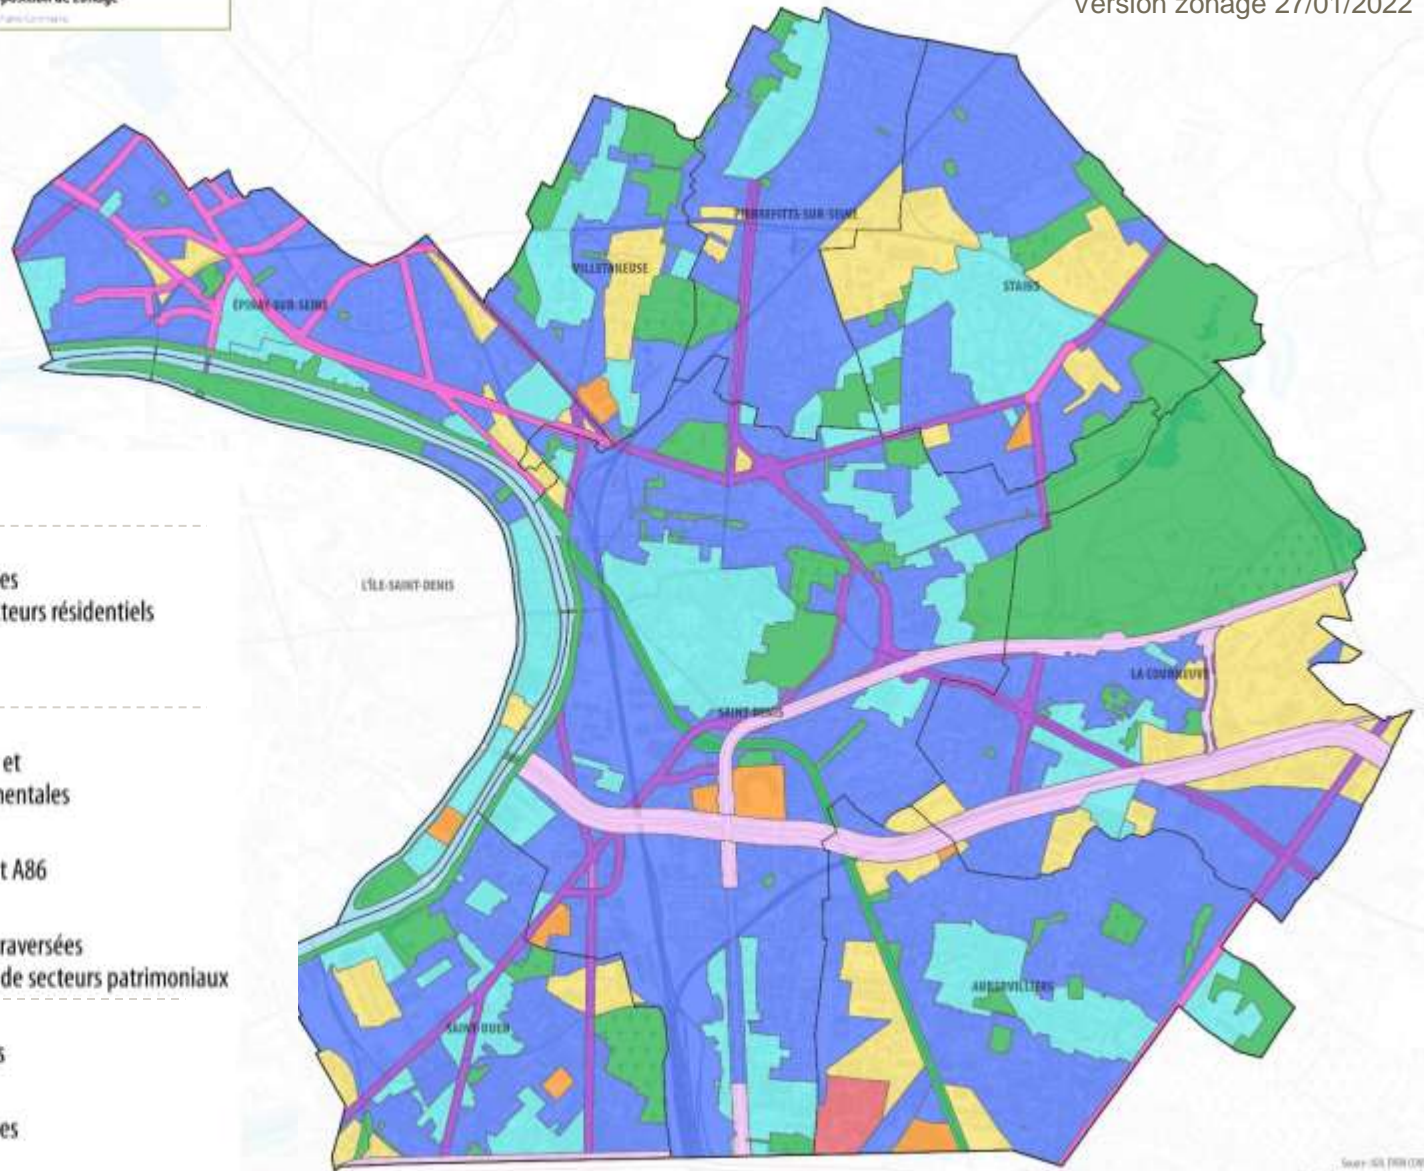 Version zonage 27/01/2022
PIERREFITTE-SUR-SEINE
VILLETANEUSE
STAINS
ÉPINAY-SUR-SEINE
L'ÎLE-SAINT-DENIS
es
teurs résidentiels
LA COURNEUVE
SAINT-DENIS
et
nentales
t A86
raversées
de secteurs patrimoniaux
AUBERVILLIERS
SAINT-OUEN
s
es